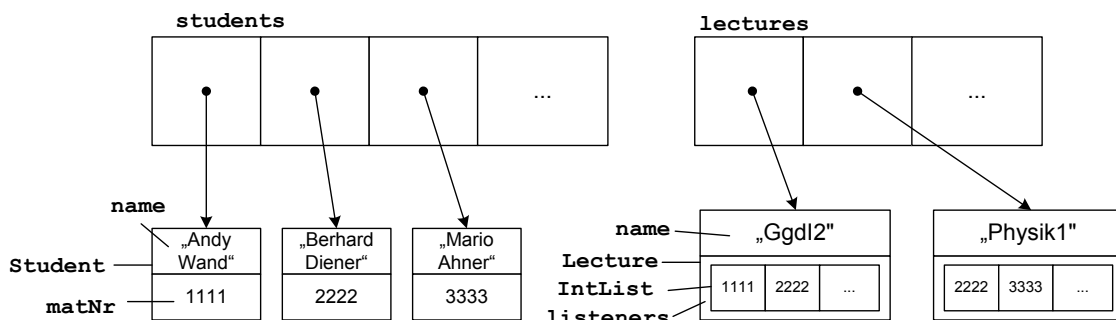 students
lectures
...
...
name
„Andy Wand“
„Berhard Diener“
„Mario Ahner“
Student
matNr
1111
2222
3333
name
„GgdI2"
„Physik1"
Lecture
IntList
listeners
1111
2222
...
2222
3333
...